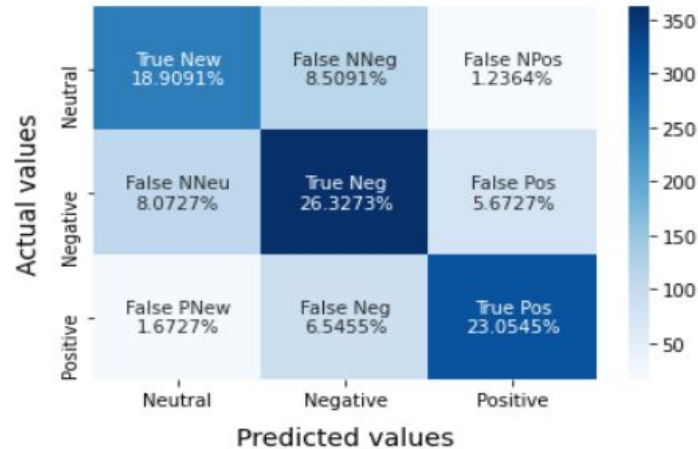 True New
18.9091%
False NNeg
8.5091%
False NPos
1.2364%
False NNeu
8.0727%
True Neg
26.3273%
False Pos
5.6727%
False PNew
1.6727%
False Neg
6.5455%
True Pos
23.0545%
Actual values
Neutral
Negative
Positive
Neutral
Negative
Positive
Predicted values
350
300
250
200
150
100
50